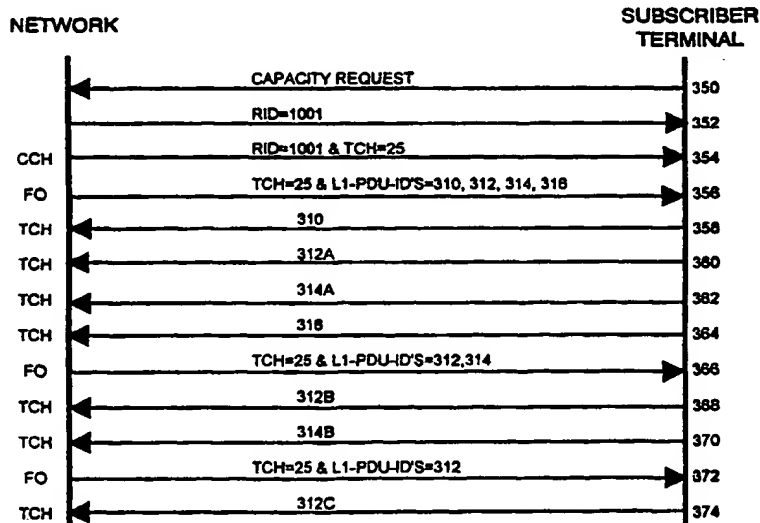 NETWORK
SUBSCRIBER
TERMINAL
CAPACITY REQUEST
350
RID=1001
352
CCH
RID=1001 & TCH=25
354
FO
TCH=25 & L1-PDU-ID'S=310, 312, 314, 316
356
TCH
310
358
TCH
312A
360
TCH
314A
362
TCH
316
364
FO
TCH=25 & L1-PDU-ID'S=312,314
366
TCH
312B
368
TCH
314B
370
FO
TCH=25 & L1-PDU-ID'S=312
372
TCH
312C
374